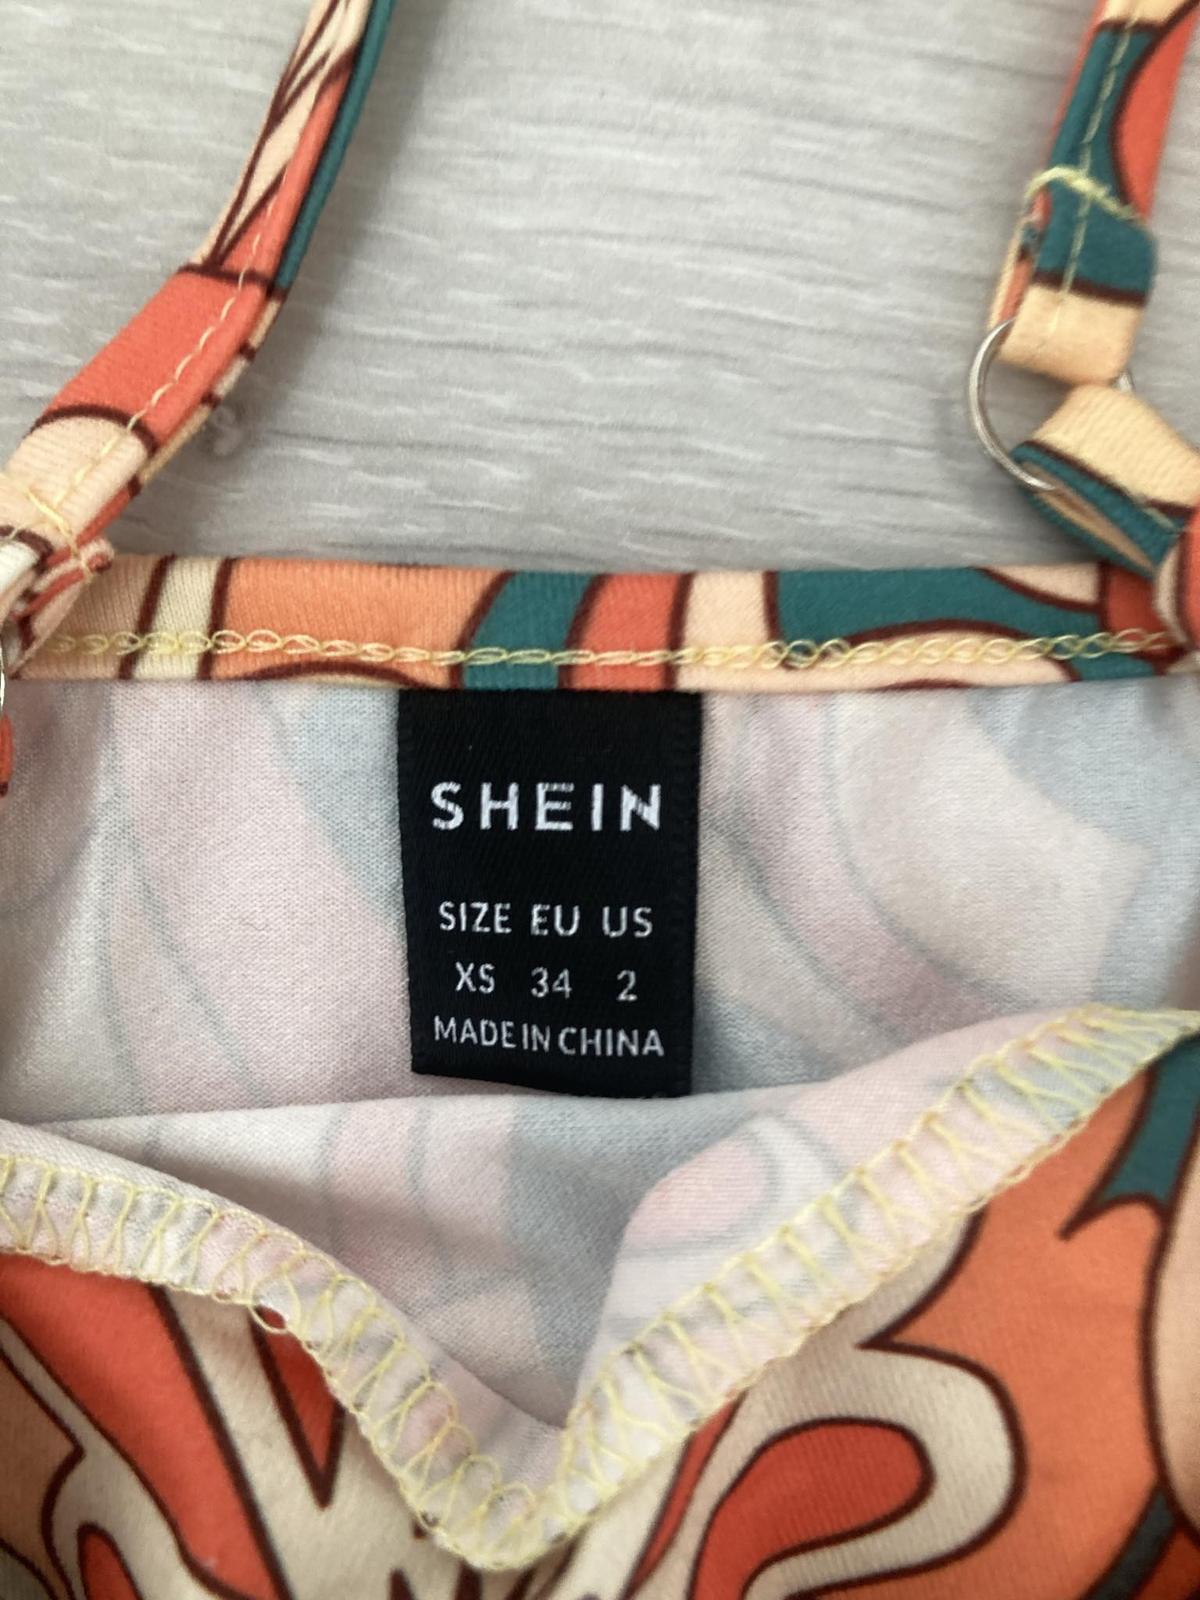 SHEIN
SIZE EU US
XS 34 2
MADE IN CHINA